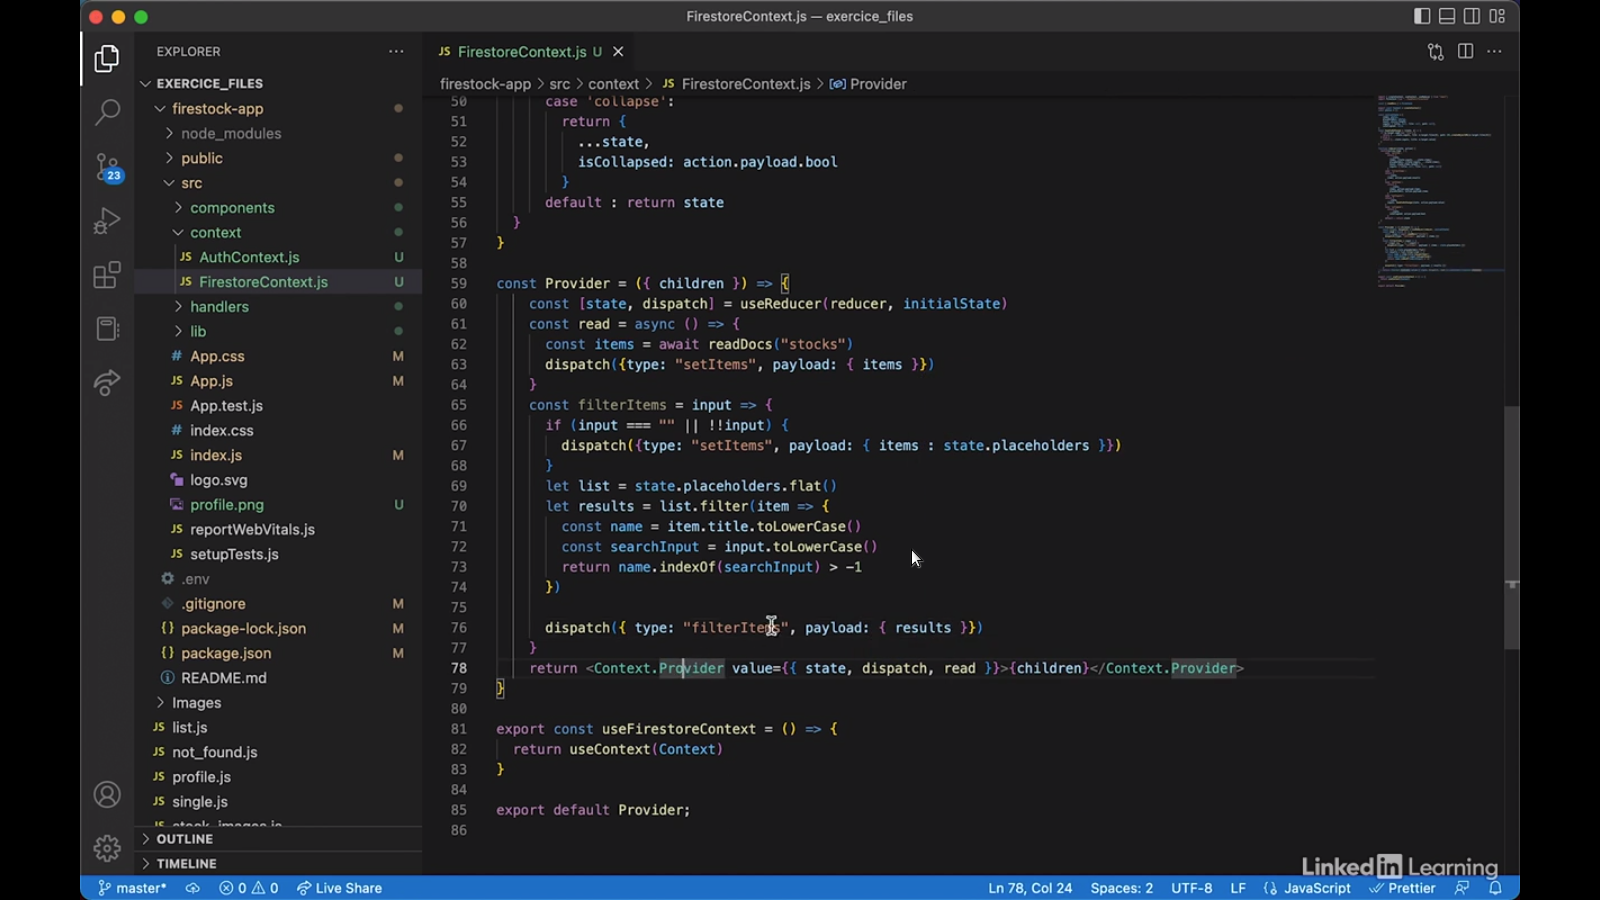 FirestoreContext.js — exercice_files
EXPLORER
JS FirestoreContext.js U
EXERCICE_FILES
firestock-app > src > context > JS FirestoreContext.js > Provider
firestock-app
node_modules
public
src
components
context
JS AuthContext.js U
JS FirestoreContext.js U
handlers
lib
# App.css M
JS App.js M
JS App.test.js
# index.css
JS index.js M
logo.svg
profile.png U
JS reportWebVitals.js
JS setupTests.js
.env
.gitignore M
{} package-lock.json M
{} package.json M
README.md
Images
JS list.js
JS not_found.js
JS profile.js
JS single.js
JS stock_images.js
OUTLINE
TIMELINE
23
50 case 'collapse':
51 return {
52 ...state,
53 isCollapsed: action.payload.bool
54 }
55 default : return state
56 }
57 }
58
59 const Provider = ({ children }) => {
60 const [state, dispatch] = useReducer(reducer, initialState)
61 const read = async () => {
62 const items = await readDocs("stocks")
63 dispatch({type: "setItems", payload: { items }})
64 }
65 const filterItems = input => {
66 if (input === "" || !!input) {
67 dispatch({type: "setItems", payload: { items : state.placeholders }})
68 }
69 let list = state.placeholders.flat()
70 let results = list.filter(item => {
71 const name = item.title.toLowerCase()
72 const searchInput = input.toLowerCase()
73 return name.indexOf(searchInput) > -1
74 })
75
76 dispatch({ type: "filterItems", payload: { results }})
77 }
78 return <Context.Provider value={{ state, dispatch, read }}>{children}</Context.Provider>
79 }
80
81 export const useFirestoreContext = () => {
82 return useContext(Context)
83 }
84
85 export default Provider;
86
LinkedIn Learning
master* 0 0 Live Share Ln 78, Col 24 Spaces: 2 UTF-8 LF {} JavaScript Prettier